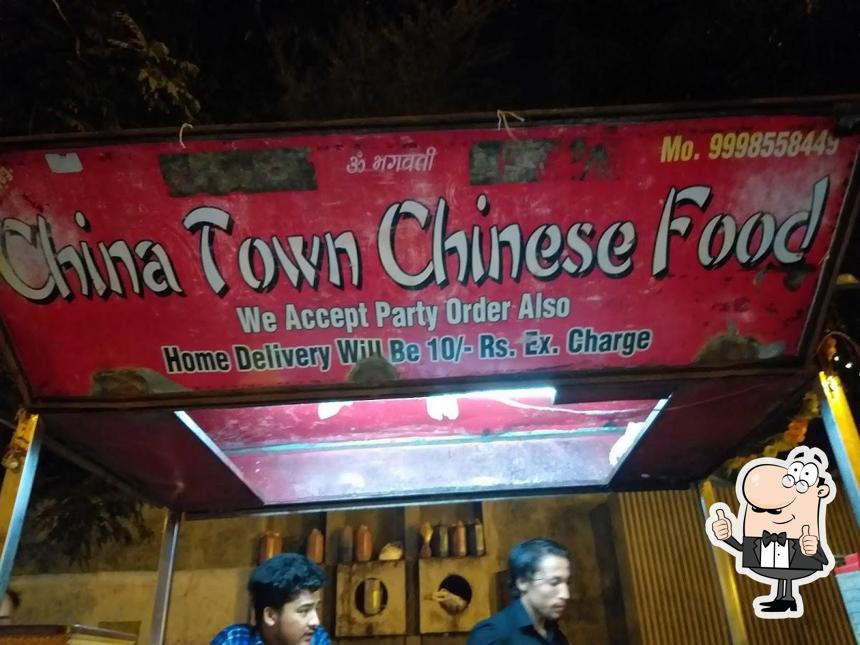 ॐ भगवती
Mo. 9998558449
China Town Chinese Food
We Accept Party Order Also
Home Delivery Will Be 10/- Rs. Ex. Charge